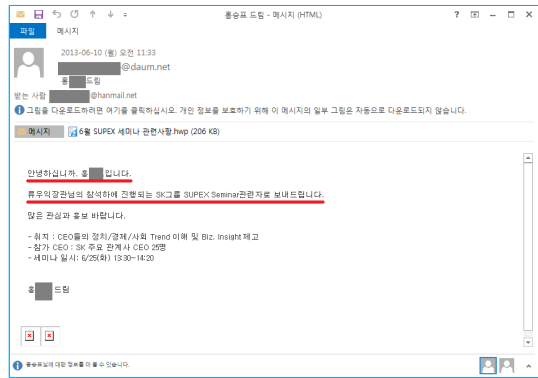 홍승표 드림 - 메시지 (HTML)
파일 메시지
2013-06-10 (월) 오전 11:33
@daum.net
홍 드림
받는 사람 @hanmail.net
그림을 다운로드하려면 여기를 클릭하십시오. 개인 정보를 보호하기 위해 이 메시지의 일부 그림은 자동으로 다운로드되지 않습니다.
메시지 6월 SUPEX 세미나 관련사항.hwp (206 KB)
안녕하십니까. 홍 입니다.
류우익장관님의 참석하에 진행되는 SK그룹 SUPEX Seminar관련자료 보내드립니다.
많은 관심과 홍보 바랍니다.
- 취지 : CEO들의 정치/경제/사회 Trend 이해 및 Biz. Insight 제고
- 참가 CEO : SK 주요 관계사 CEO 25명
- 세미나 일시: 6/25(화) 13:30~14:20
홍 드림
홍승표님에 대한 정보를 더 볼 수 있습니다.